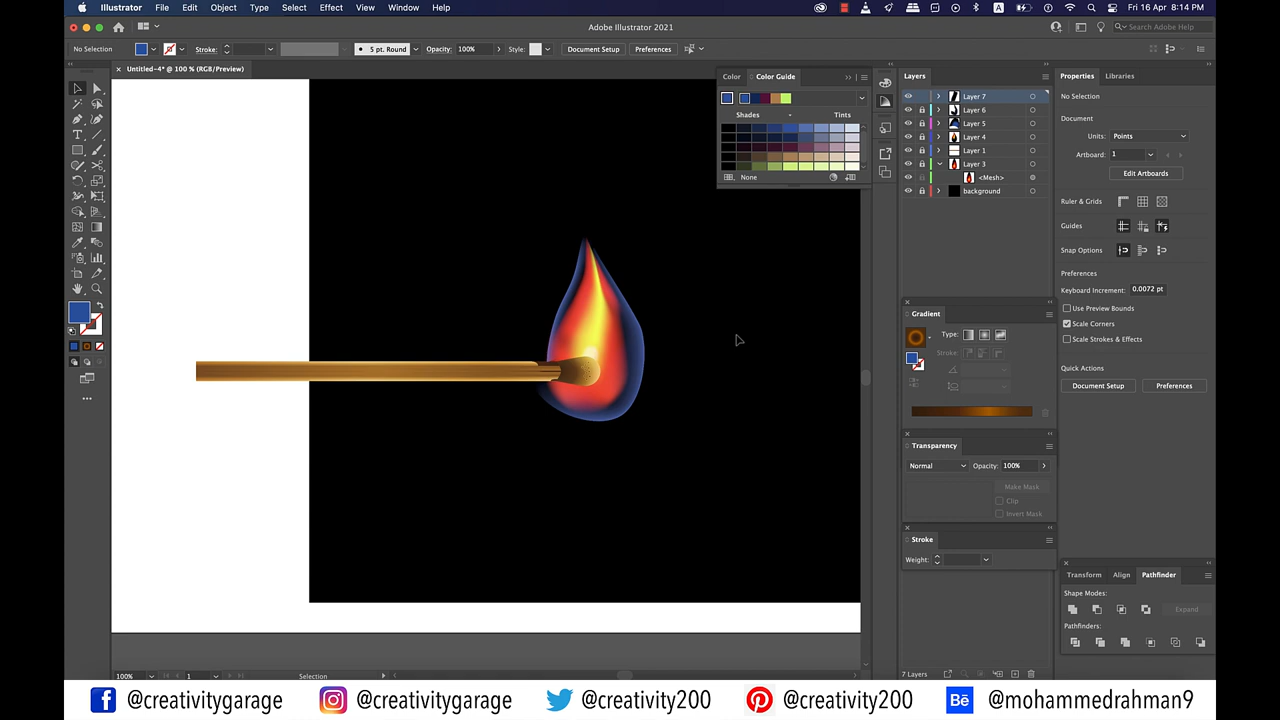 Illustrator File Edit Object Type Select Effect View Window Help Fri 16 Apr 8:14 PM
Adobe Illustrator 2021
Search Adobe Help
No Selection Stroke: 5 pt. Round Opacity: 100% Style: Document Setup Preferences
Untitled-4* @ 100 % (RGB/Preview)
Color Color Guide
Shades Tints
None
Layers
Layer 7
Layer 6
Layer 5
Layer 4
Layer 1
Layer 3
<Mesh>
background
Gradient
Type:
Stroke:
Transparency
Normal Opacity: 100%
Make Mask
Clip
Invert Mask
Stroke
Weight:
7 Layers
Properties Libraries
No Selection
Document
Units: Points
Artboard: 1
Edit Artboards
Ruler & Grids
Guides
Snap Options
Preferences
Keyboard Increment: 0.0072 pt
Use Preview Bounds
Scale Corners
Scale Strokes & Effects
Quick Actions
Document Setup Preferences
Transform Align Pathfinder
Shape Modes:
Expand
Pathfinders:
100% 1 Selection
@creativitygarage @creativitygarage @creativity200 @creativity200 Bē @mohammedrahman9